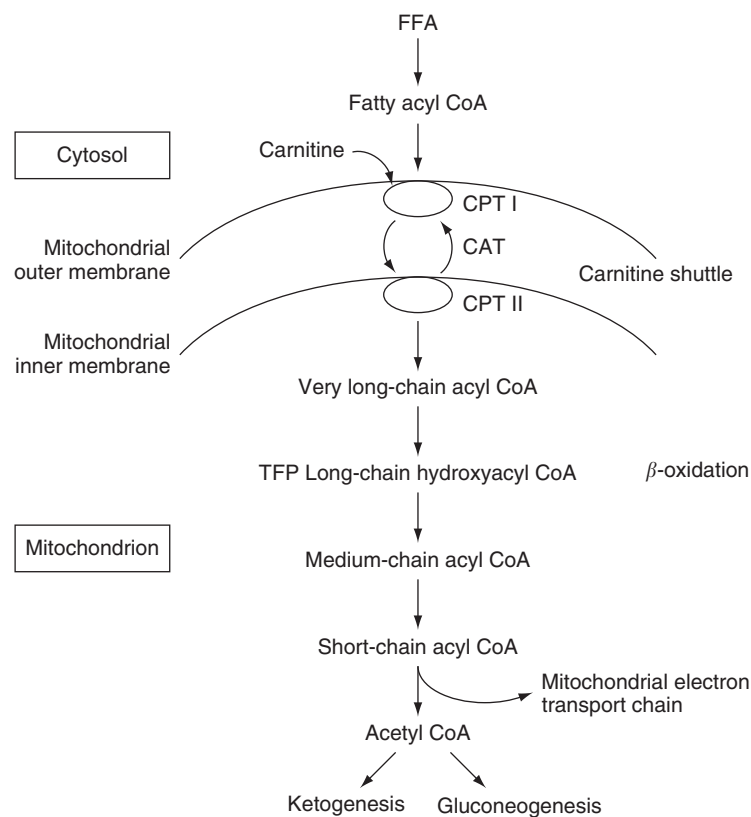 FFA
Fatty acyl CoA
Cytosol
Carnitine
CPT I
Mitochondrial
outer membrane
CAT
Carnitine shuttle
CPT II
Mitochondrial
inner membrane
Very long-chain acyl CoA
TFP Long-chain hydroxyacyl CoA
β-oxidation
Mitochondrion
Medium-chain acyl CoA
Short-chain acyl CoA
Mitochondrial electron
transport chain
Acetyl CoA
Ketogenesis
Gluconeogenesis